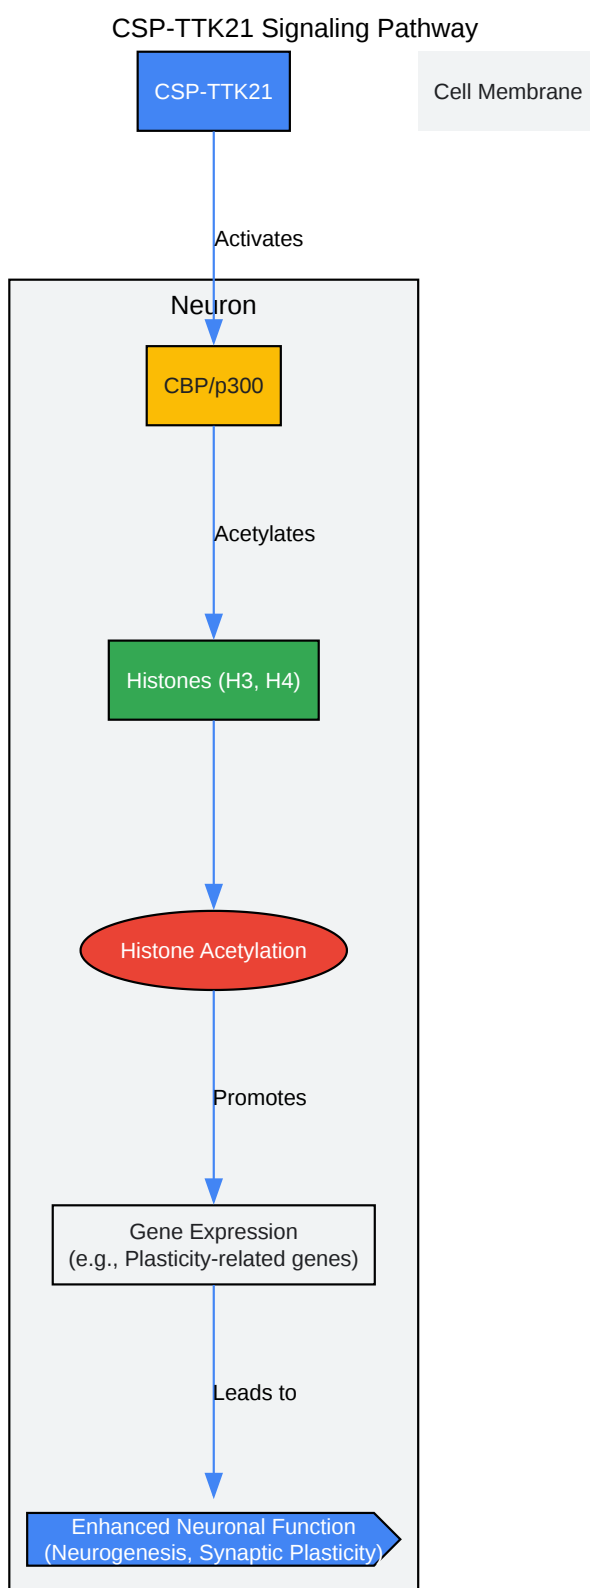 CSP-TTK21 Signaling Pathway
CSP-TTK21
Cell Membrane
Activates
Neuron
CBP/p300
Acetylates
Histones (H3, H4)
Histone Acetylation
Promotes
Gene Expression
(e.g., Plasticity-related genes)
Leads to
Enhanced Neuronal Function
(Neurogenesis, Synaptic Plasticity)